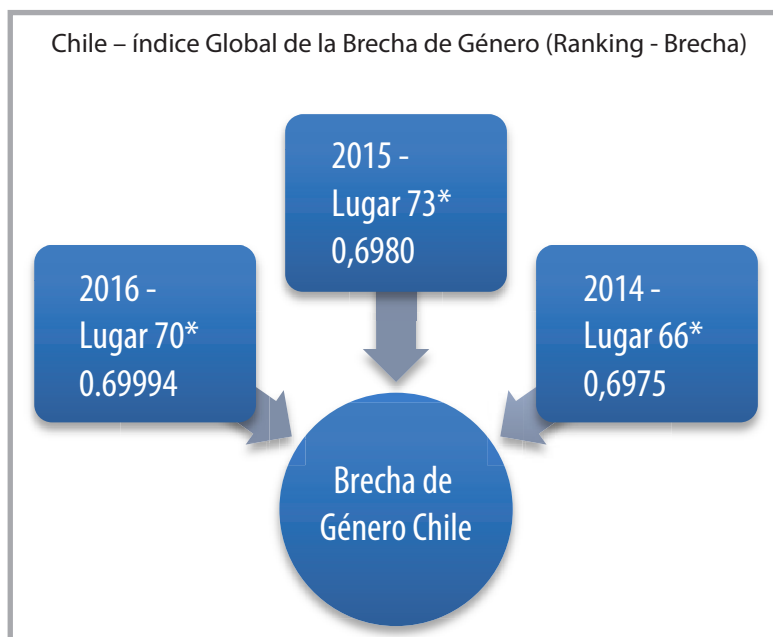 Chile – índice Global de la Brecha de Género (Ranking - Brecha)
2015 -
Lugar 73*
0,6980
2016 -
Lugar 70*
0.69994
2014 -
Lugar 66*
0,6975
Brecha de
Género Chile